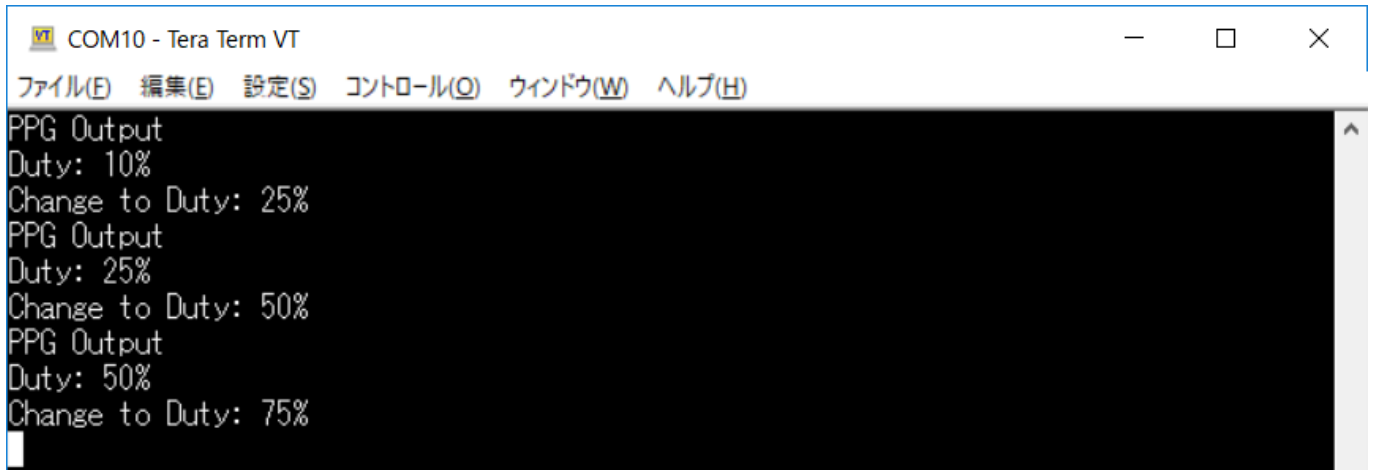 COM10 - Tera Term VT
ファイル(F) 編集(E) 設定(S) コントロール(O) ウィンドウ(W) ヘルプ(H)
PPG Output
Duty: 10%
Change to Duty: 25%
PPG Output
Duty: 25%
Change to Duty: 50%
PPG Output
Duty: 50%
Change to Duty: 75%